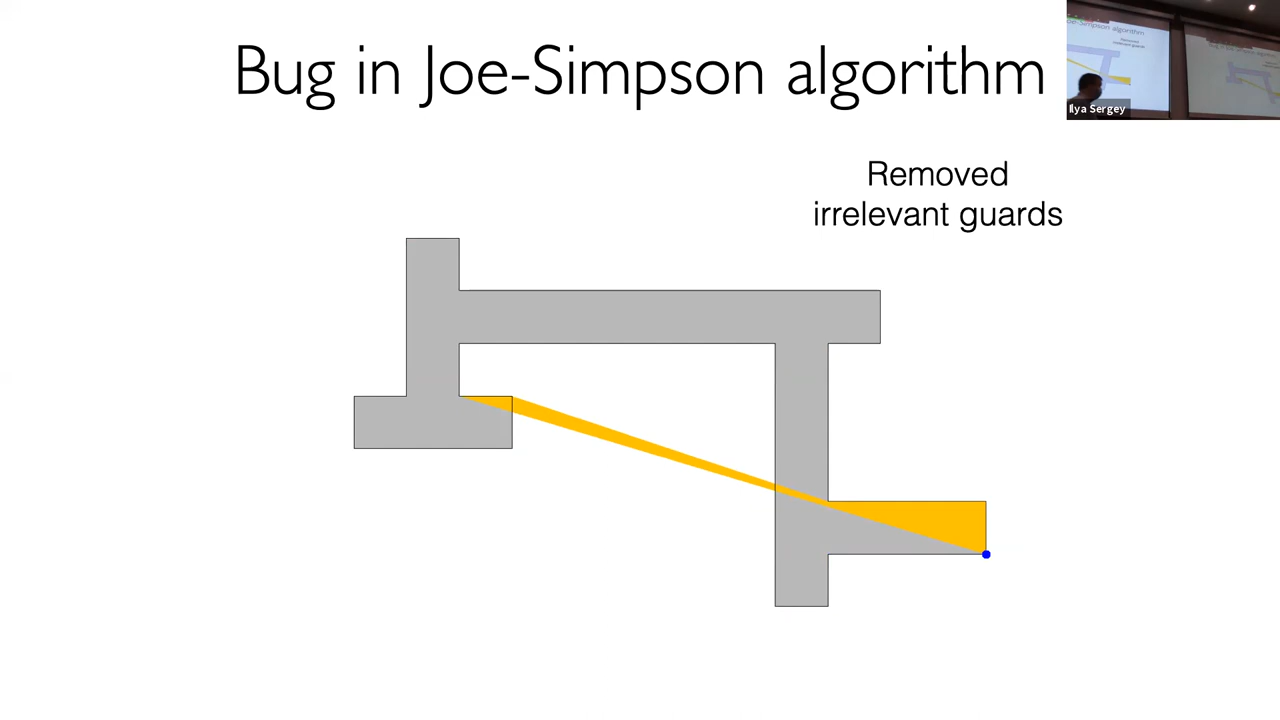 Bug in Joe-Simpson algorithm
Removed
irrelevant guards
Ilya Sergey